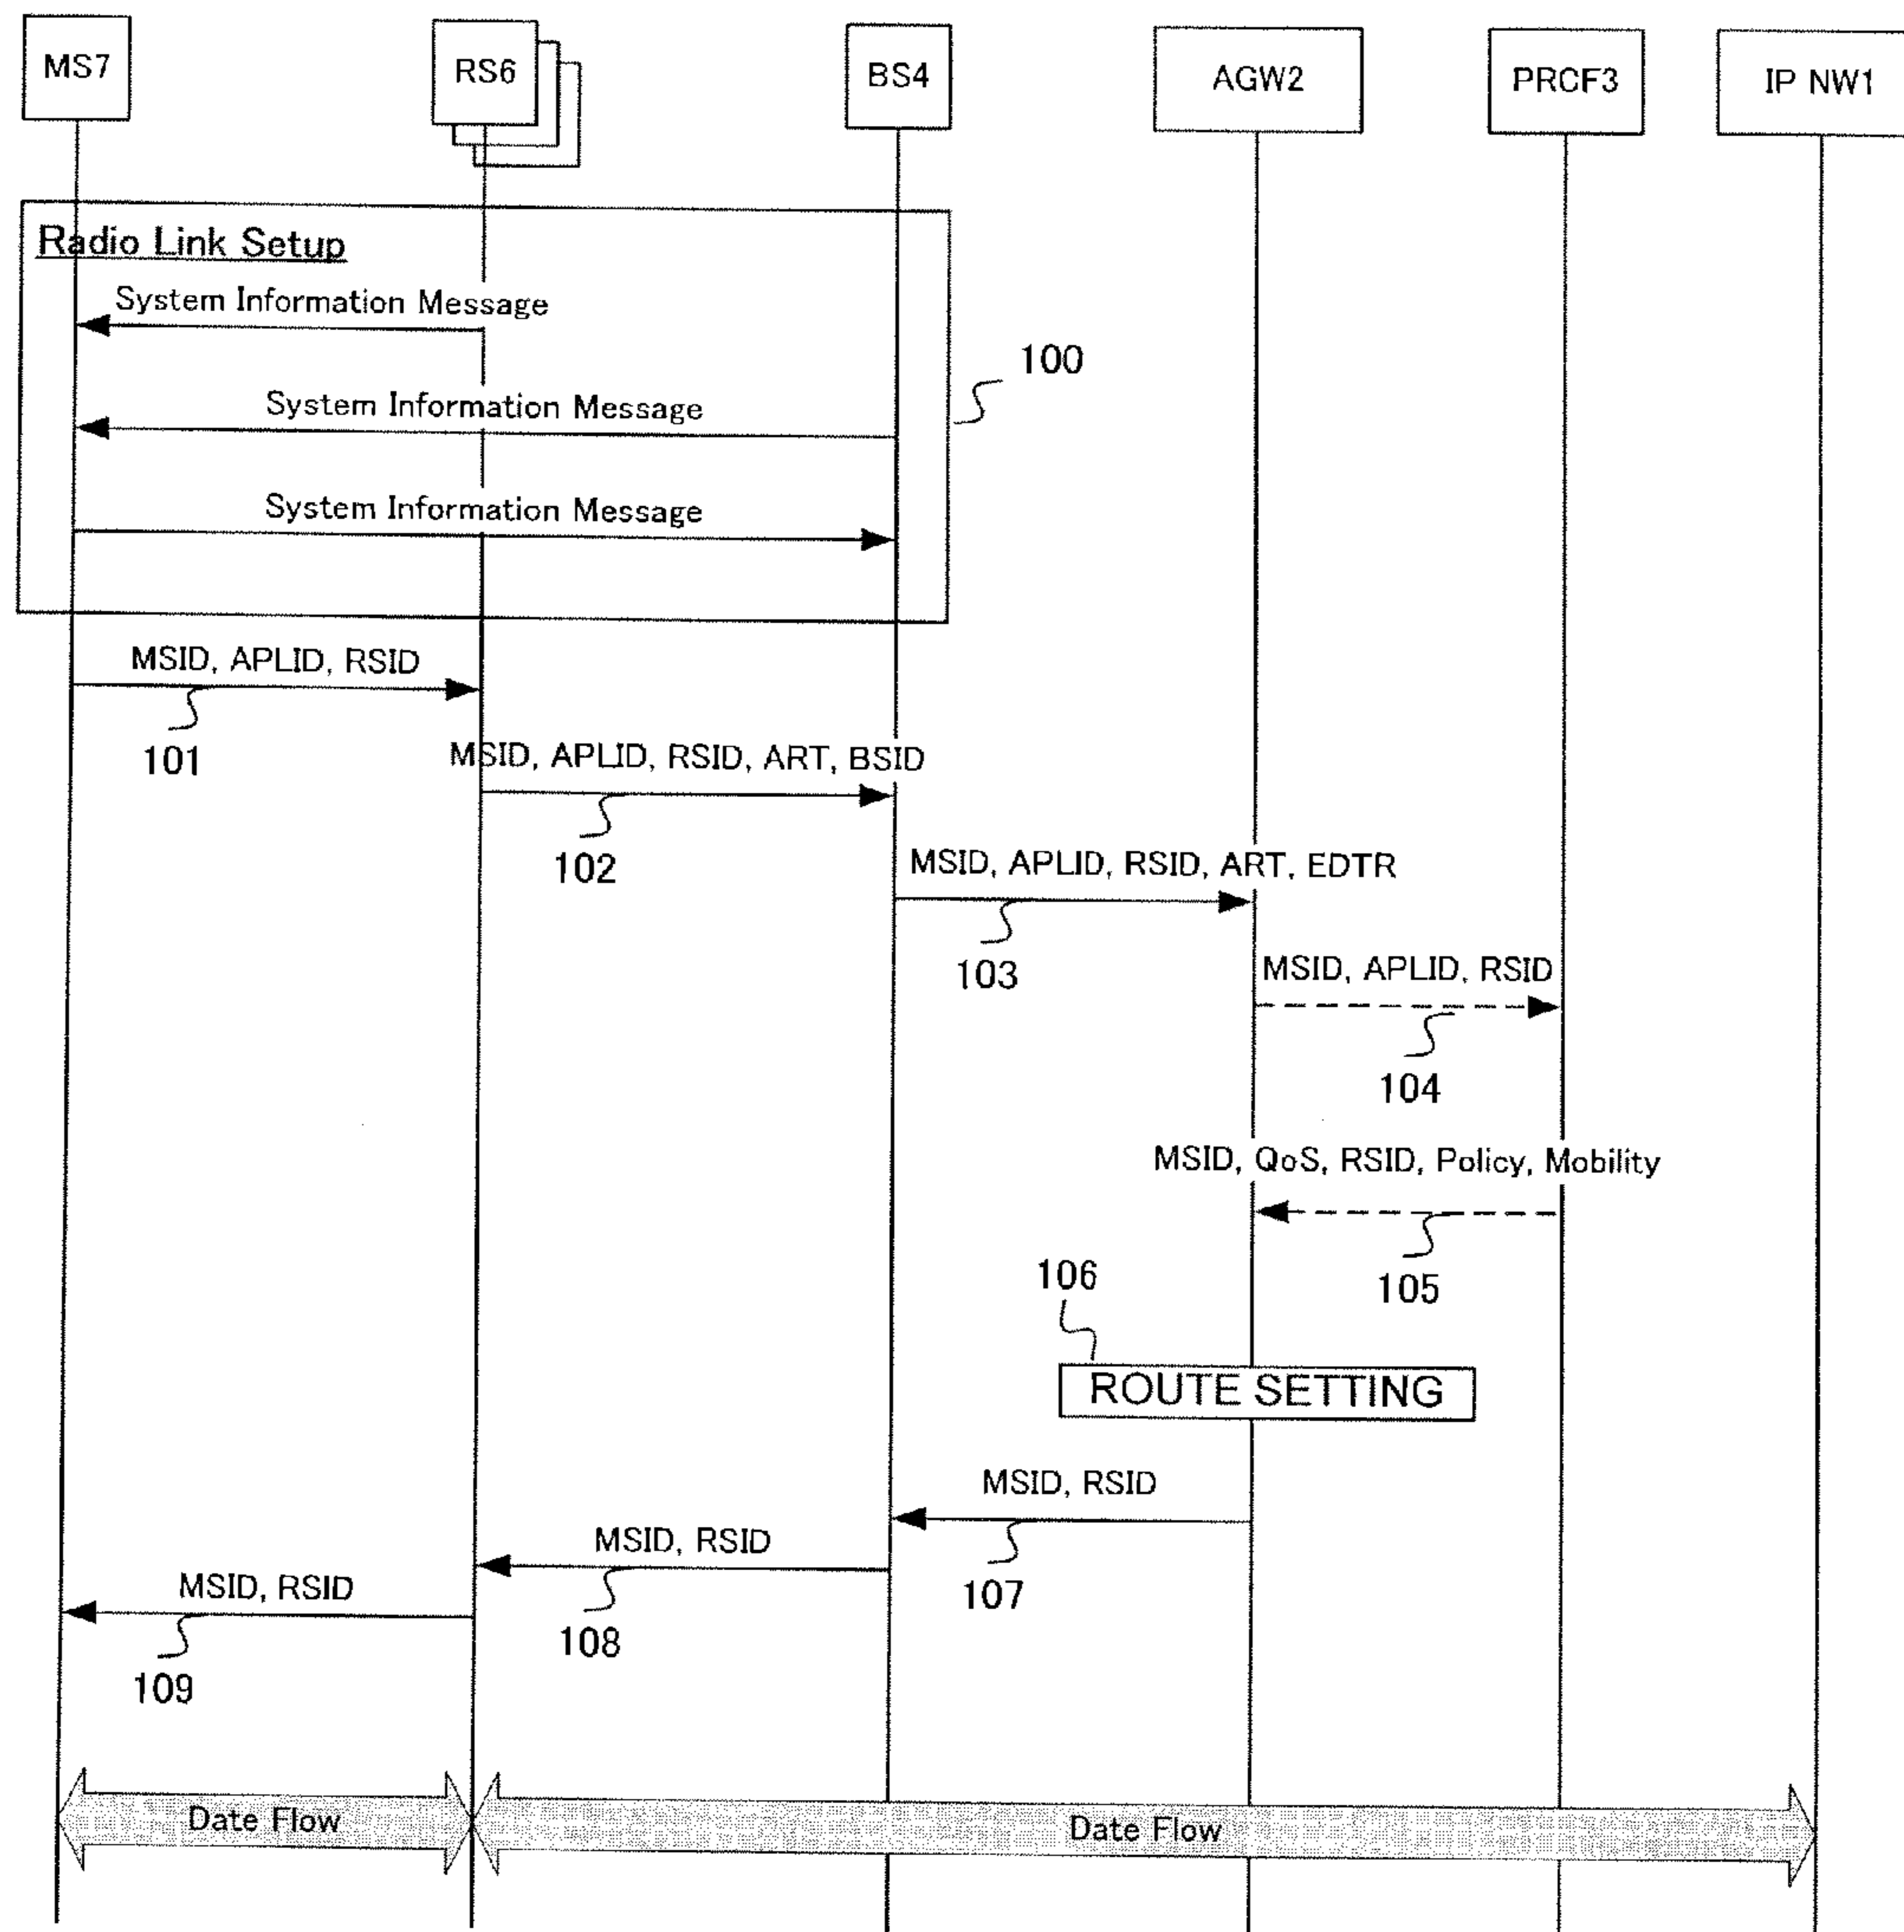 MS7
RS6
BS4
AGW2
PRCF3
IP NW1
Radio Link Setup
System Information Message
100
System Information Message
System Information Message
MSID, APLID, RSID
101
MSID, APLID, RSID, ART, BSID
102
MSID, APLID, RSID, ART, EDTR
103
MSID, APLID, RSID
104
MSID, QoS, RSID, Policy, Mobility
105
106
ROUTE SETTING
MSID, RSID
107
MSID, RSID
108
MSID, RSID
109
Date Flow
Date Flow